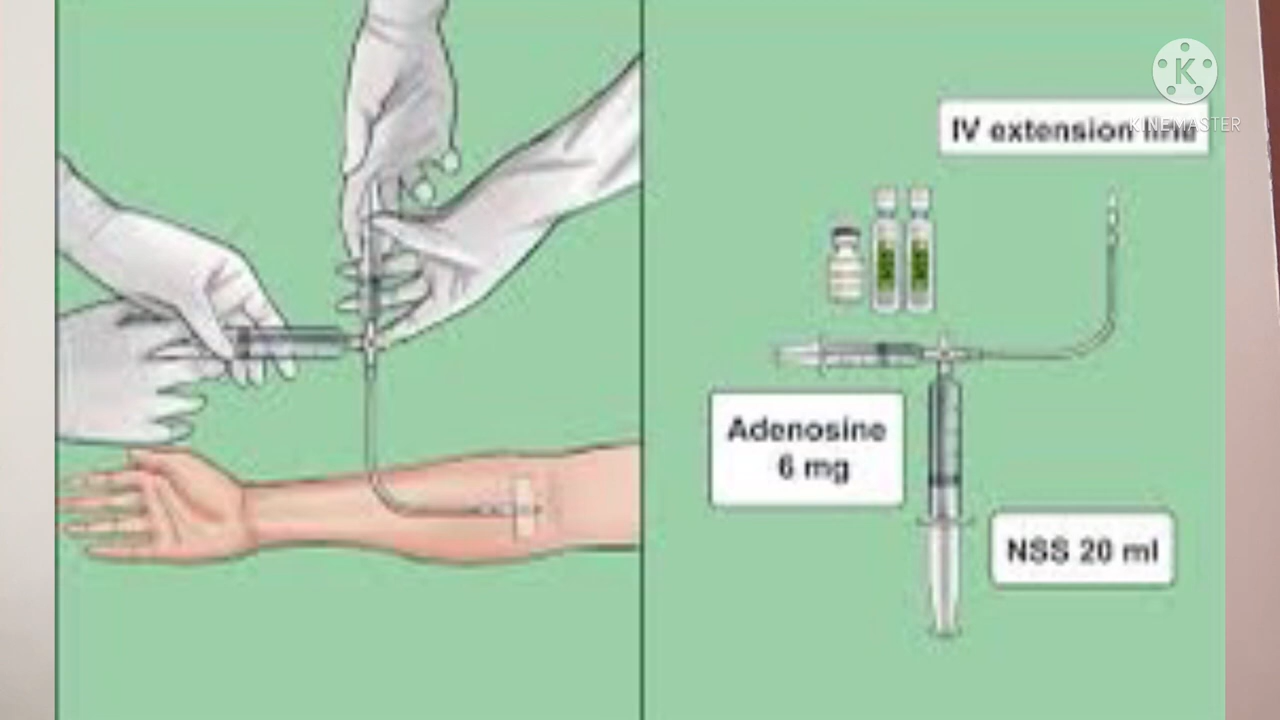 K
KINEMASTER
IV extension line
Adenosine
6 mg
NSS 20 ml